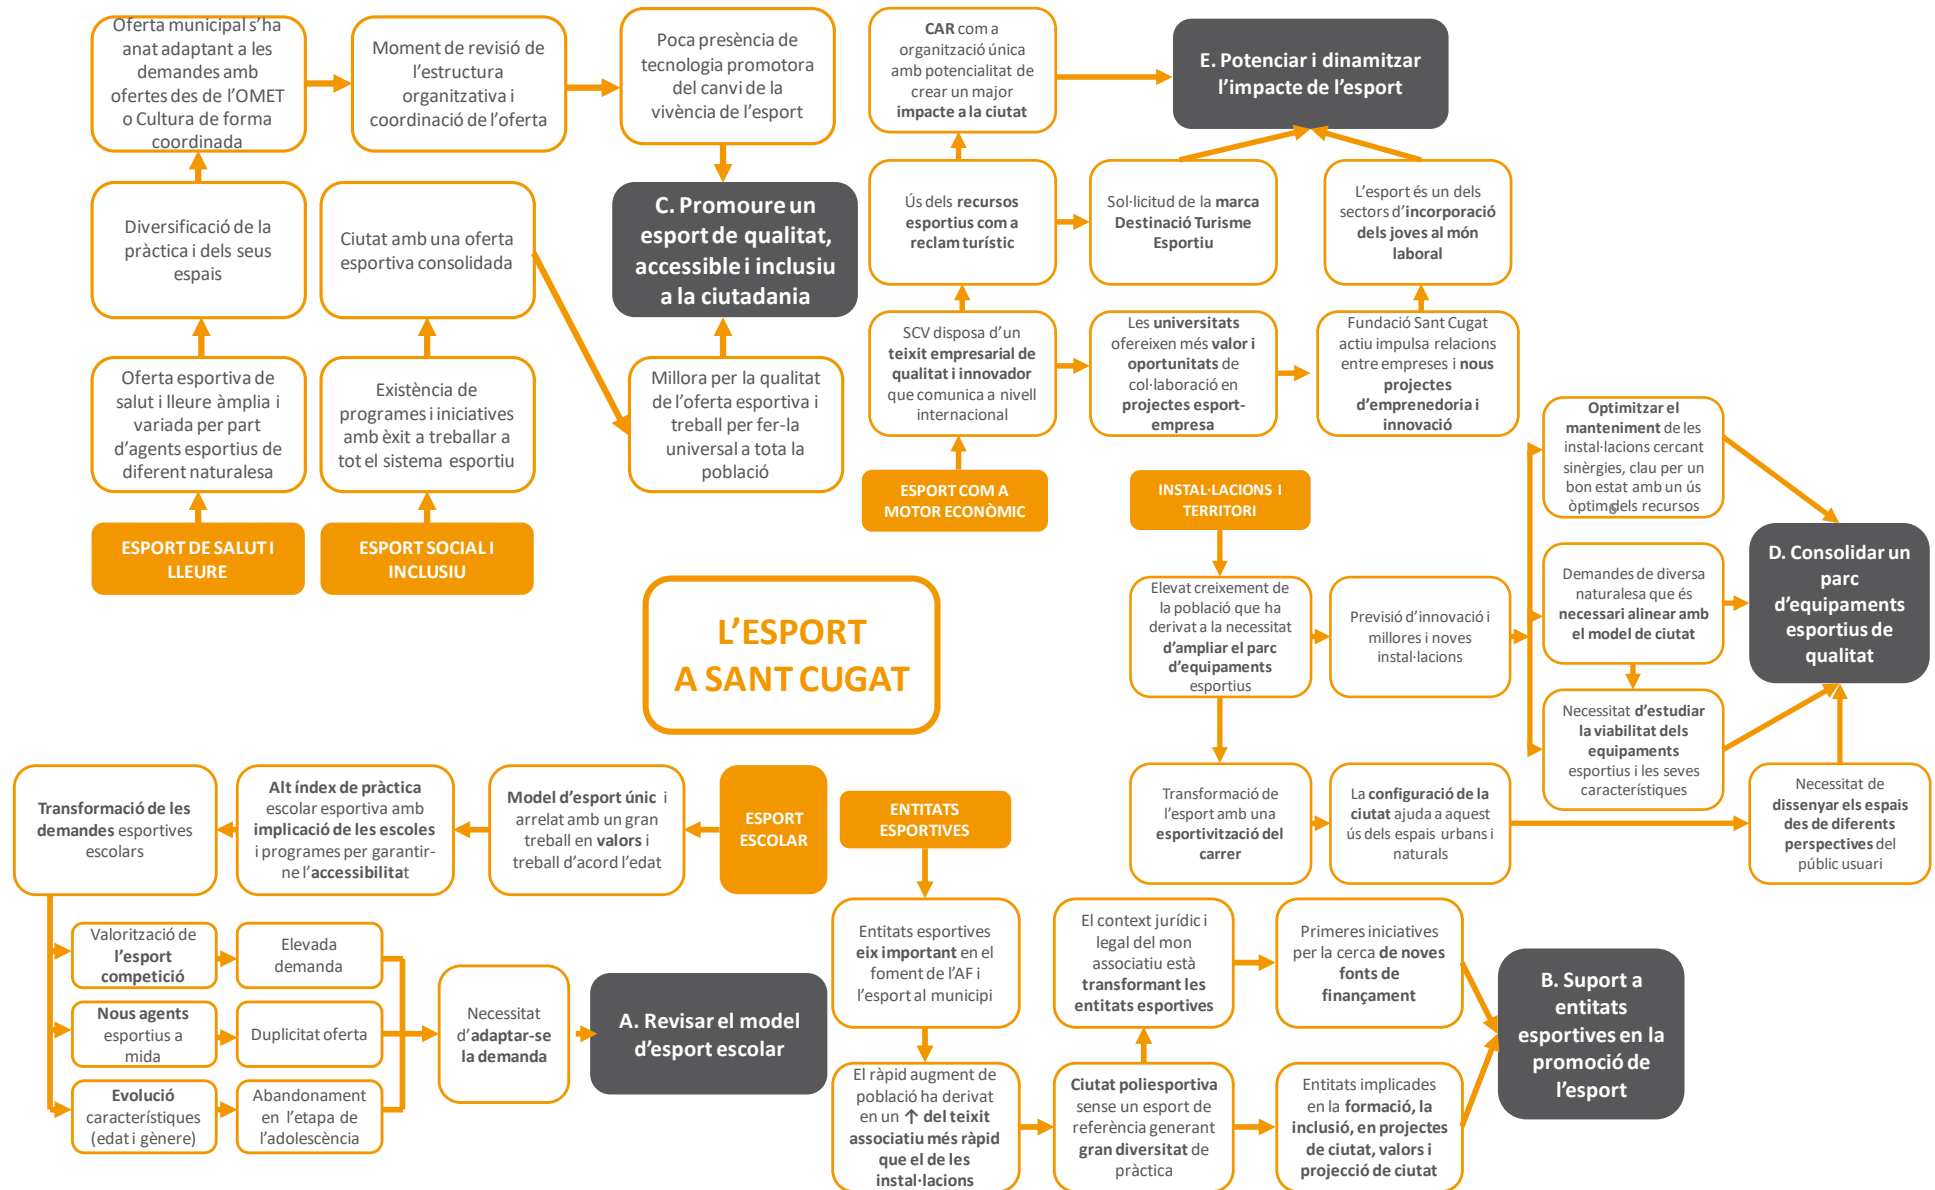 Oferta municipal s’ha
anat adaptant a les
demandes amb
ofertes des de l’OMET
o Cultura de forma
coordinada
Moment de revisió de
l’estructura
organitzativa i
coordinació de l’oferta
Poca presència de
tecnologia promotora
del canvi de la
vivència de l’esport
Diversificació de la
pràctica i dels seus
espais
Ciutat amb una oferta
esportiva consolidada
C. Promoure un
esport de qualitat,
accessible i inclusiu
a la ciutadania
Oferta esportiva de
salut i lleure àmplia i
variada per part
d’agents esportius de
diferent naturalesa
Existència de
programes i iniciatives
amb èxit a treballar a
tot el sistema esportiu
Millora per la qualitat
de l’oferta esportiva i
treball per fer-la
universal a tota la
població
ESPORT DE SALUT I
LLEURE
ESPORT SOCIAL I
INCLUSIU
CAR com a
organització única
amb potencialitat de
crear un major
impacte a la ciutat
E. Potenciar i dinamitzar
l’impacte de l’esport
Ús dels recursos
esportius com a
reclam turístic
Sol·licitud de la marca
Destinació Turisme
Esportiu
L’esport és un dels
sectors d’incorporació
dels joves al món
laboral
SCV disposa d’un
teixit empresarial de
qualitat i innovador
que comunica a nivell
internacional
Les universitats
ofereixen més valor i
oportunitats de
col·laboració en
projectes esport-
empresa
Fundació Sant Cugat
actiu impulsa relacions
entre empreses i nous
projectes
d’emprenedoria i
innovació
ESPORT COM A
MOTOR ECONÒMIC
INSTAL·LACIONS I
TERRITORI
Optimitzar el
manteniment de les
instal·lacions cercant
sinèrgies, clau per un
bon estat amb un ús
òptim dels recursos
6
Elevat creixement de
la població que ha
derivat a la necessitat
d’ampliar el parc
d’equipaments
esportius
Previsió d’innovació i
millores i noves
instal·lacions
Demandes de diversa
naturalesa que és
necessari alinear amb
el model de ciutat
D. Consolidar un
parc
d’equipaments
esportius de
qualitat
Necessitat d’estudiar
la viabilitat dels
equipaments
esportius i les seves
característiques
Transformació de
l’esport amb una
esportivització del
carrer
La configuració de la
ciutat ajuda a aquest
ús dels espais urbans i
naturals
Necessitat de
dissenyar els espais
des de diferents
perspectives del
públic usuari
L’ESPORT
A SANT CUGAT
Transformació de les
demandes esportives
escolars
Alt índex de pràctica
escolar esportiva amb
implicació de les escoles
i programes per garantir-
ne l’accessibilitat
Model d’esport únic i
arrelat amb un gran
treball en valors i
treball d’acord l’edat
ESPORT
ESCOLAR
Valorització de
l’esport
competició
Elevada
demanda
Nous agents
esportius a
mida
Duplicitat oferta
Evolució
característiques
(edat i gènere)
Abandonament
en l’etapa de
l’adolescència
Necessitat
d’adaptar-se
la demanda
A. Revisar el model
d’esport escolar
ENTITATS
ESPORTIVES
Entitats esportives
eix important en el
foment de l’AF i
l’esport al municipi
El ràpid augment de
població ha derivat
en un ↑ del teixit
associatiu més ràpid
que el de les
instal·lacions
El context jurídic i
legal del mon
associatiu està
transformant les
entitats esportives
Primeres iniciatives
per la cerca de noves
fonts de
finançament
Ciutat poliesportiva
sense un esport de
referència generant
gran diversitat de
pràctica
Entitats implicades
en la formació, la
inclusió, en projectes
de ciutat, valors i
projecció de ciutat
B. Suport a
entitats
esportives en la
promoció de
l’esport